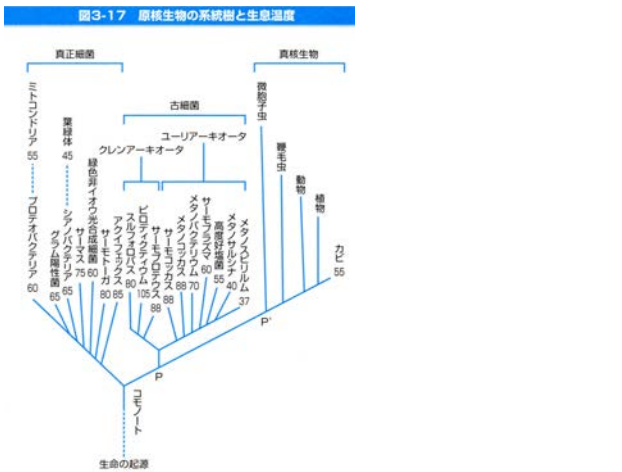 図3-17 原核生物の系統樹と生息温度
真正細菌
真核生物
古細菌
ユーリアーキオータ
クレンアーキオータ
ミトコンドリア 55
葉緑体 45
プロテオバクテリア 60
グラム陽性菌 65
シアノバクテリア 65
サーマス 75
緑色非イオウ光合成細菌 60
サーモトーガ 80
アクイフェックス 85
スルフォロバス 80
ピロディクティウム 105
サーモプロテウス 88
サーモコッカス 88
メタノコッカス 88
メタノバクテリウム 70
サーモプラズマ 60
高度好塩菌 55
メタノサルシナ 40
メタノスピリルム 37
微胞子虫
鞭毛虫
動物
植物
カビ 55
P'
P
コモノート
生命の起源